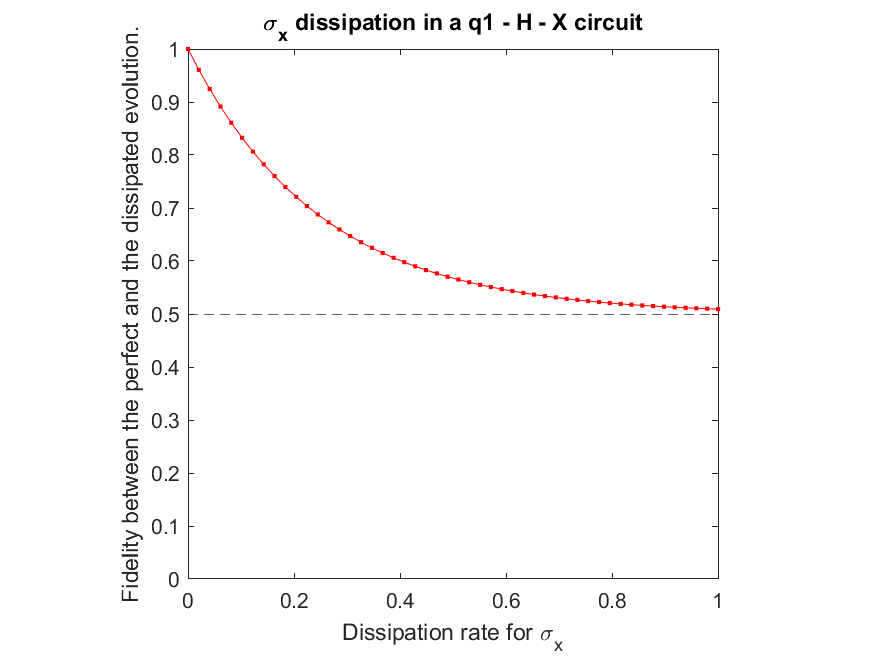 σx dissipation in a q1 - H - X circuit
Fidelity between the perfect and the dissipated evolution.
1
0.9
0.8
0.7
0.6
0.5
0.4
0.3
0.2
0.1
0
0 0.2 0.4 0.6 0.8 1
Dissipation rate for σx